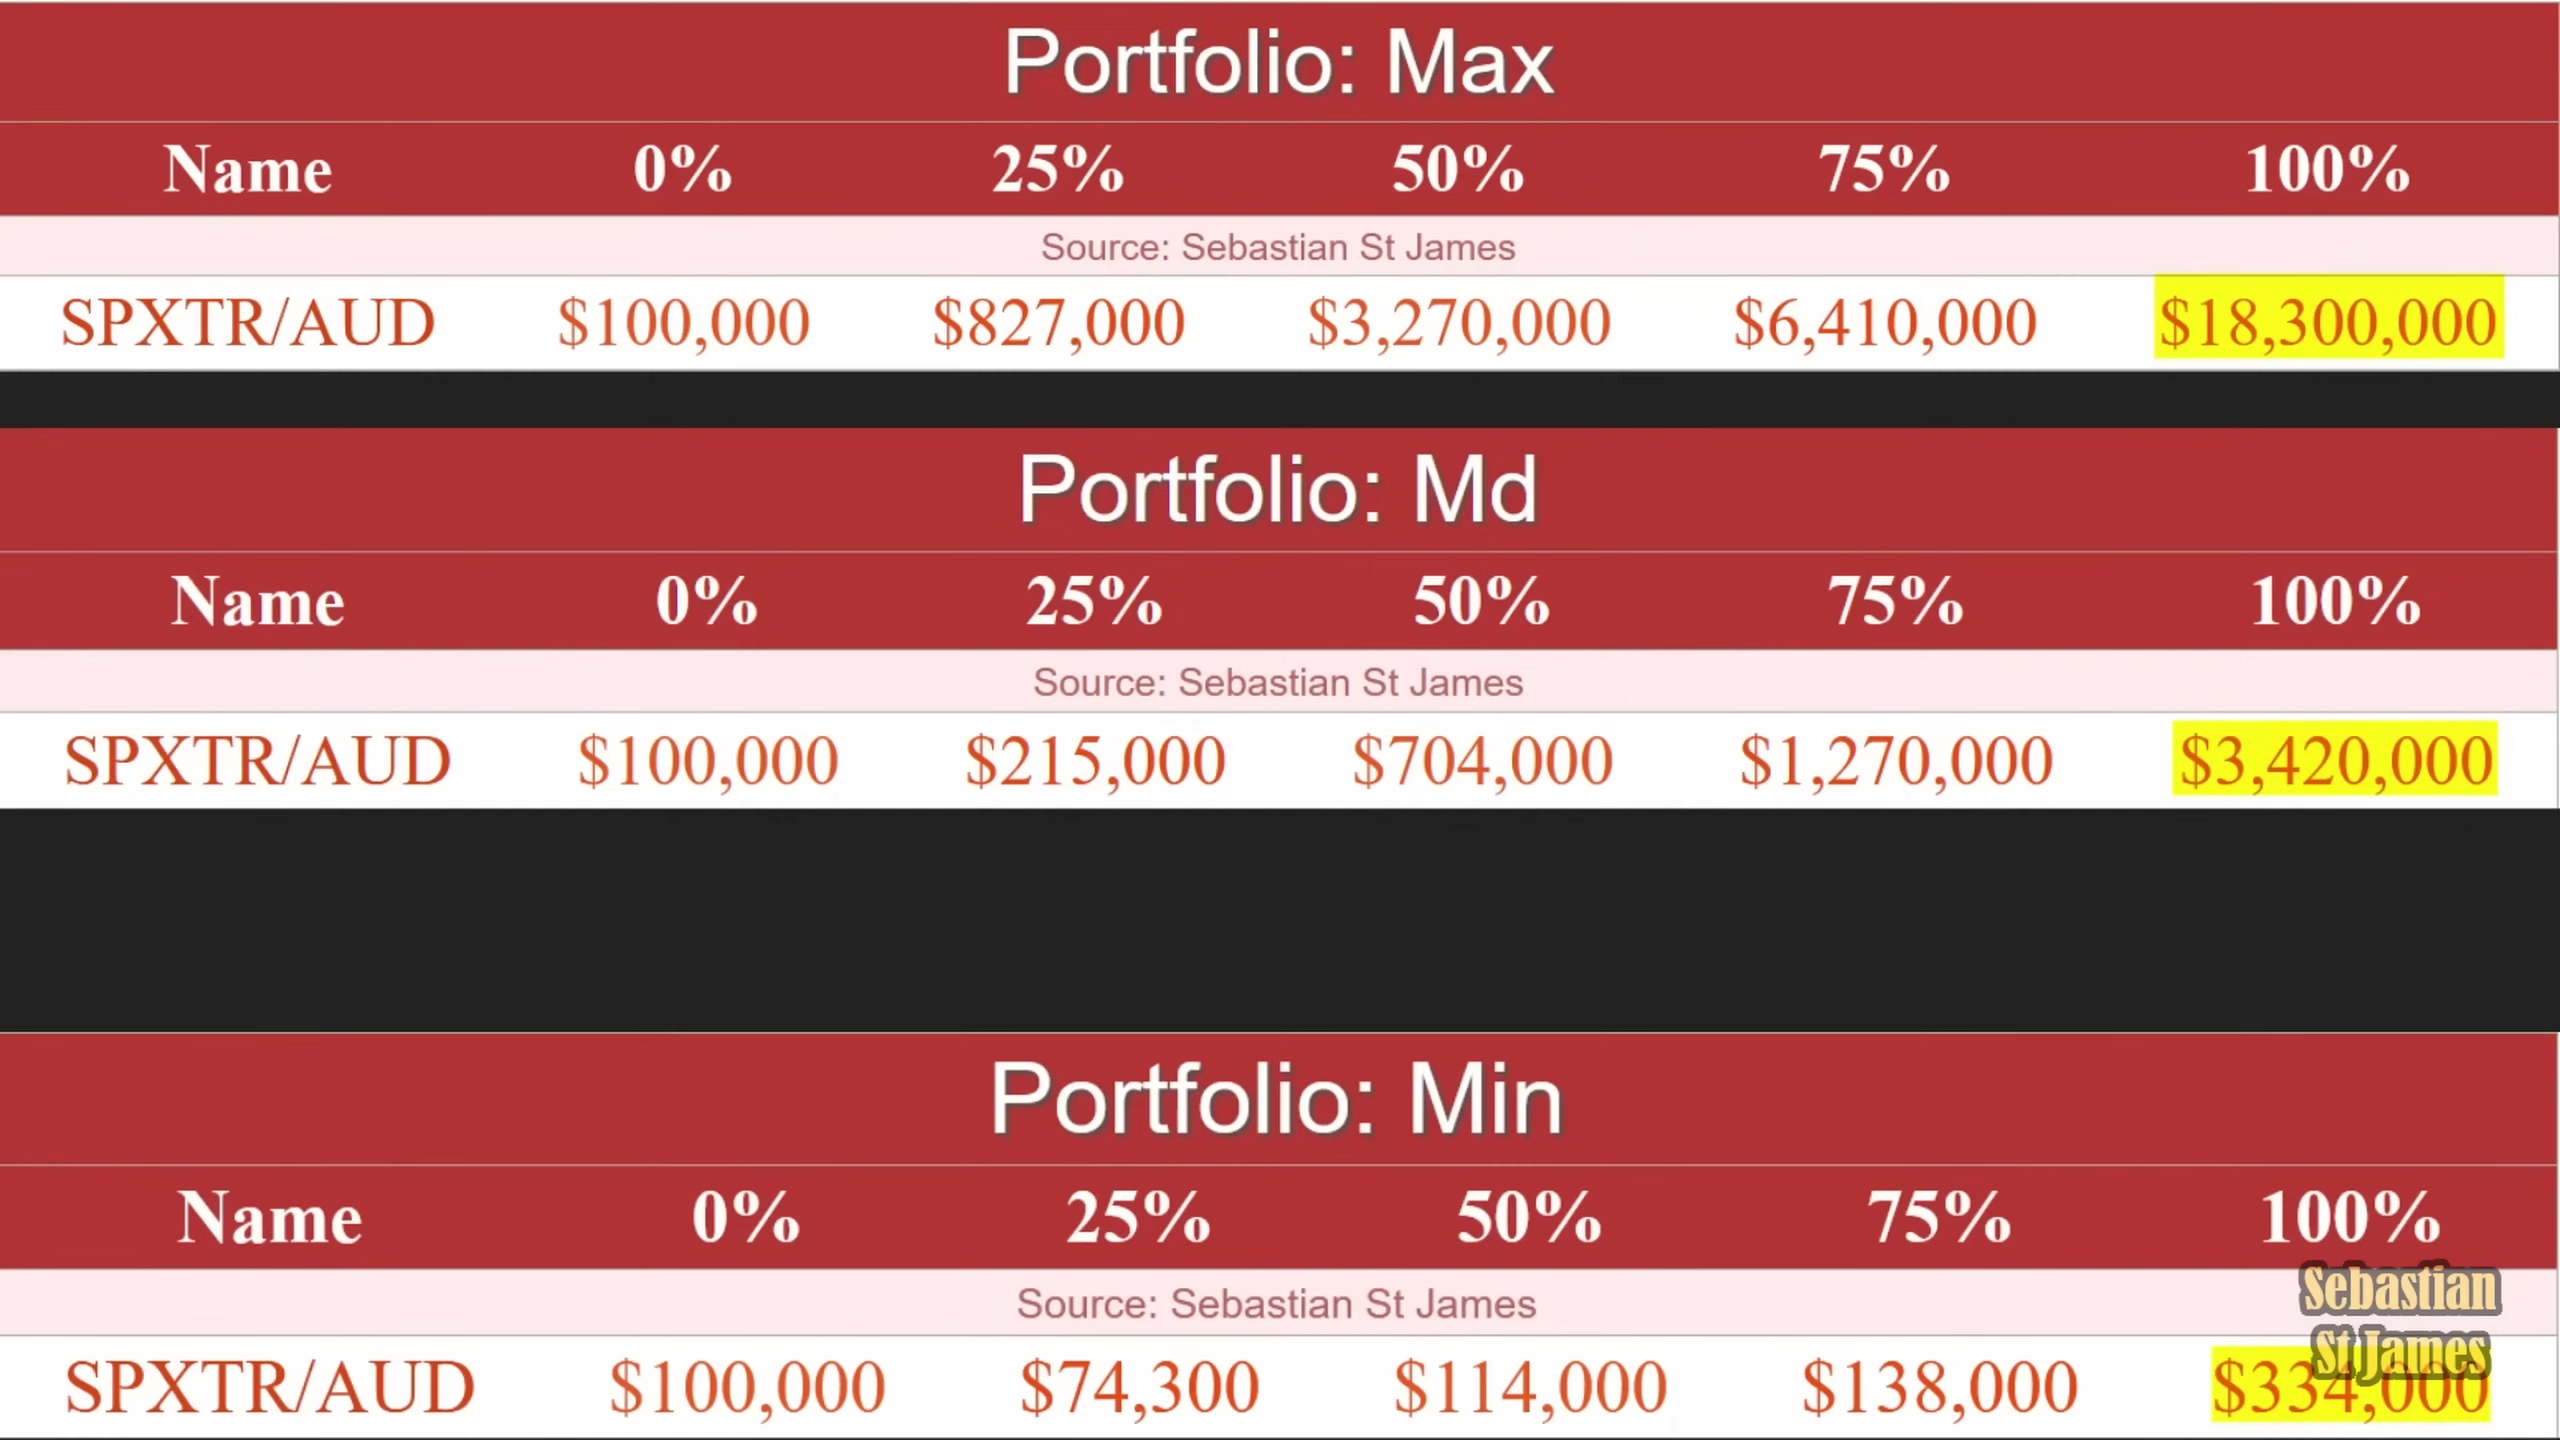 Portfolio: Max
Name 0% 25% 50% 75% 100%
Source: Sebastian St James
SPXTR/AUD $100,000 $827,000 $3,270,000 $6,410,000 $18,300,000
Portfolio: Md
Name 0% 25% 50% 75% 100%
Source: Sebastian St James
SPXTR/AUD $100,000 $215,000 $704,000 $1,270,000 $3,420,000
Portfolio: Min
Name 0% 25% 50% 75% 100%
Source: Sebastian St James
Sebastian
St James
SPXTR/AUD $100,000 $74,300 $114,000 $138,000 $334,000